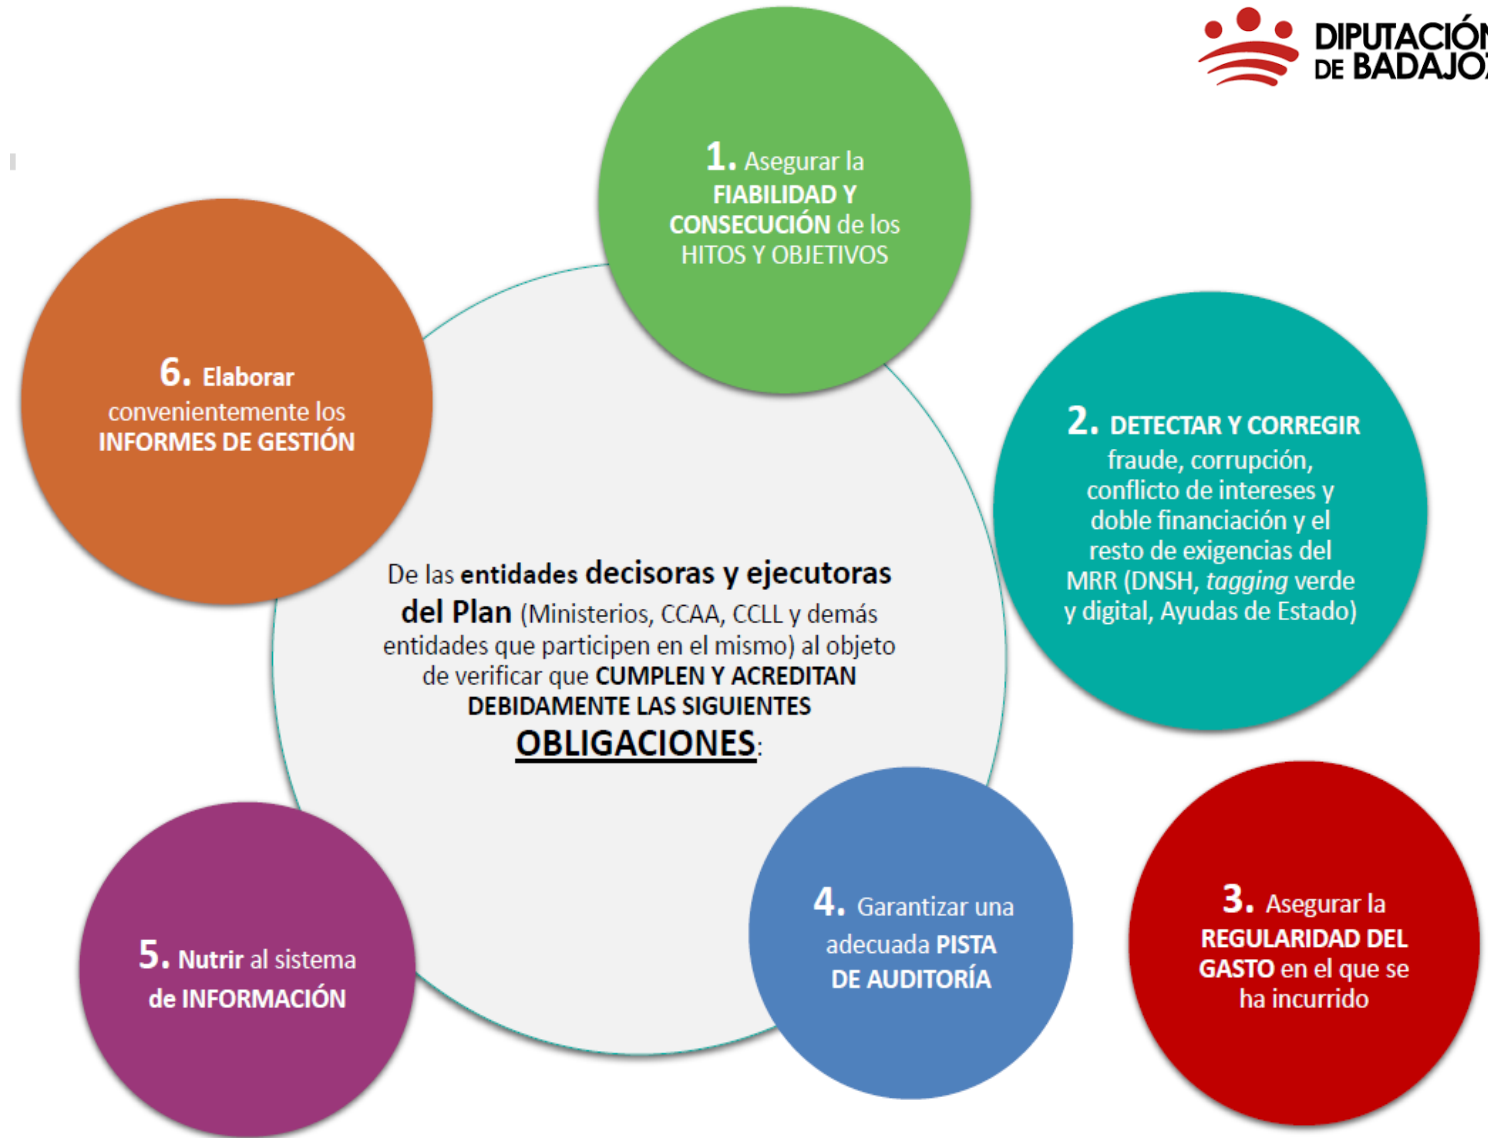 DIPUTACIÓN
DE BADAJOZ
1. Asegurar la
FIABILIDAD Y
CONSECUCIÓN de los
HITOS Y OBJETIVOS
2. DETECTAR Y CORREGIR
fraude, corrupción,
conflicto de intereses y
doble financiación y el
resto de exigencias del
MRR (DNSH, tagging verde
y digital, Ayudas de Estado)
3. Asegurar la
REGULARIDAD DEL
GASTO en el que se
ha incurrido
4. Garantizar una
adecuada PISTA
DE AUDITORÍA
5. Nutrir al sistema
de INFORMACIÓN
6. Elaborar
convenientemente los
INFORMES DE GESTIÓN
De las entidades decisoras y ejecutoras
del Plan (Ministerios, CCAA, CCLL y demás
entidades que participen en el mismo) al objeto
de verificar que CUMPLEN Y ACREDITAN
DEBIDAMENTE LAS SIGUIENTES
OBLIGACIONES: